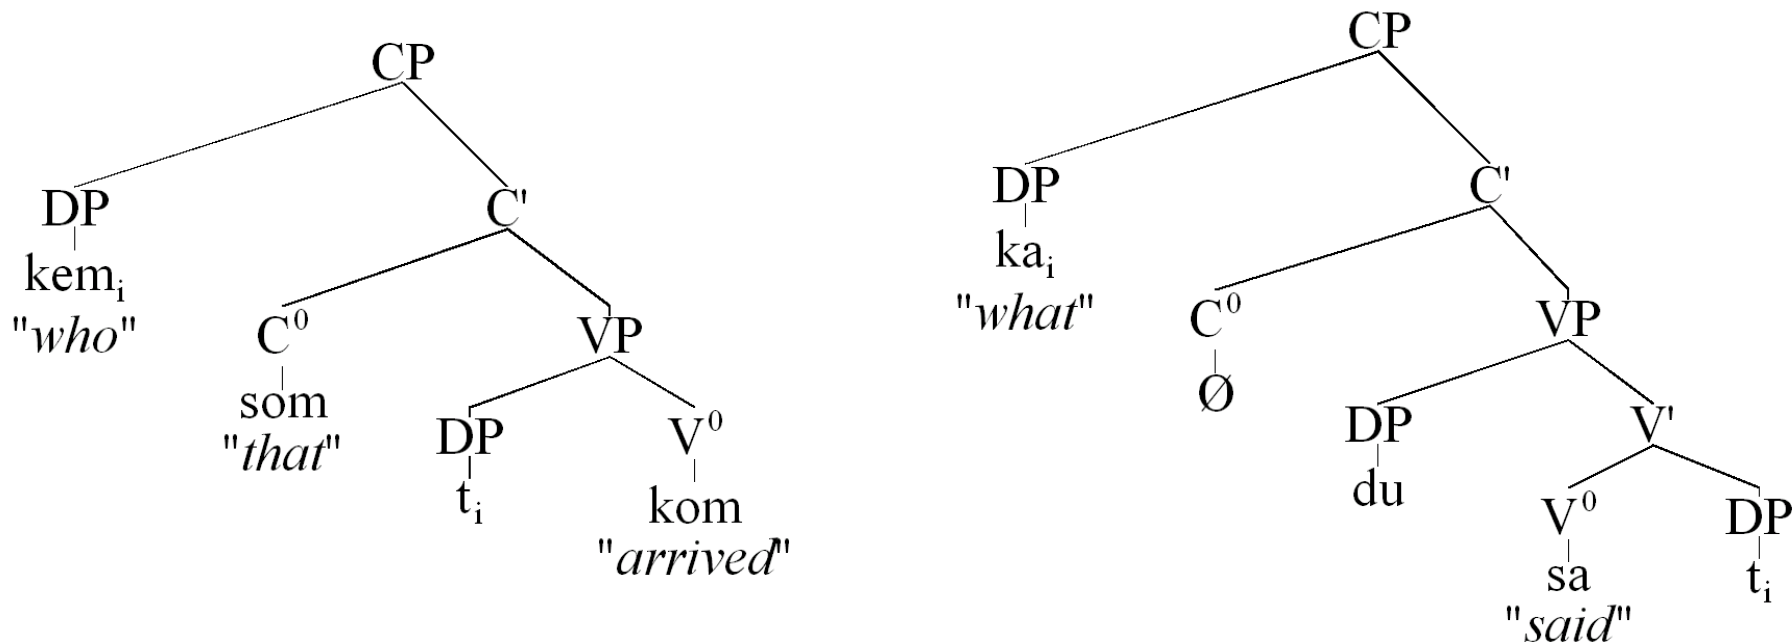 CP
DP
C'
kemᵢ
"who"
C⁰
VP
som
"that"
DP
V⁰
tᵢ
kom
"arrived"
CP
DP
C'
kaᵢ
"what"
C⁰
VP
Ø
DP
V'
du
V⁰
DP
sa
tᵢ
"said"